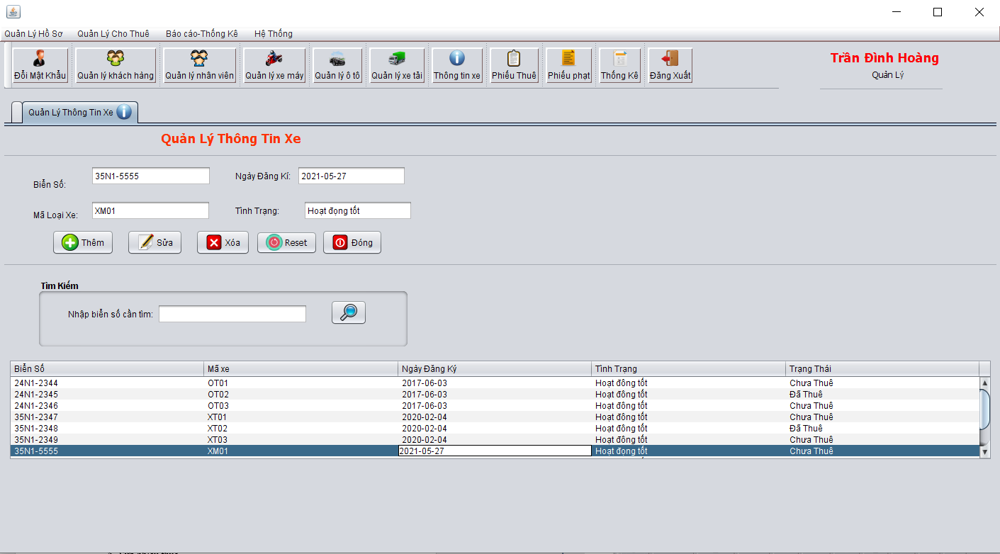 Quản Lý Hồ Sơ Quản Lý Cho Thuê Báo cáo-Thống Kê Hệ Thống
Đổi Mật Khẩu Quản lý khách hàng Quản lý nhân viên Quản lý xe máy Quản lý ô tô Quản lý xe tải Thông tin xe Phiếu Thuê Phiếu phạt Thống Kê Đăng Xuất
Trần Đình Hoàng
Quản Lý
Quản Lý Thông Tin Xe
Quản Lý Thông Tin Xe
Biển Số: 35N1-5555 Ngày Đăng Kí: 2021-05-27
Mã Loại Xe: XM01 Tình Trạng: Hoạt đọng tốt
Thêm Sửa Xóa Reset Đóng
Tìm Kiếm
Nhập biển số cần tìm:
Biển Số Mã xe Ngày Đăng Ký Tình Trạng Trạng Thái
24N1-2344 OT01 2017-06-03 Hoạt đông tốt Chưa Thuê
24N1-2345 OT02 2017-06-03 Hoạt đông tốt Đã Thuê
24N1-2346 OT03 2017-06-03 Hoạt đông tốt Chưa Thuê
35N1-2347 XT01 2020-02-04 Hoạt đông tốt Chưa Thuê
35N1-2348 XT02 2020-02-04 Hoạt đông tốt Đã Thuê
35N1-2349 XT03 2020-02-04 Hoạt đông tốt Chưa Thuê
35N1-5555 XM01 2021-05-27 Hoạt đọng tốt Chưa Thuê